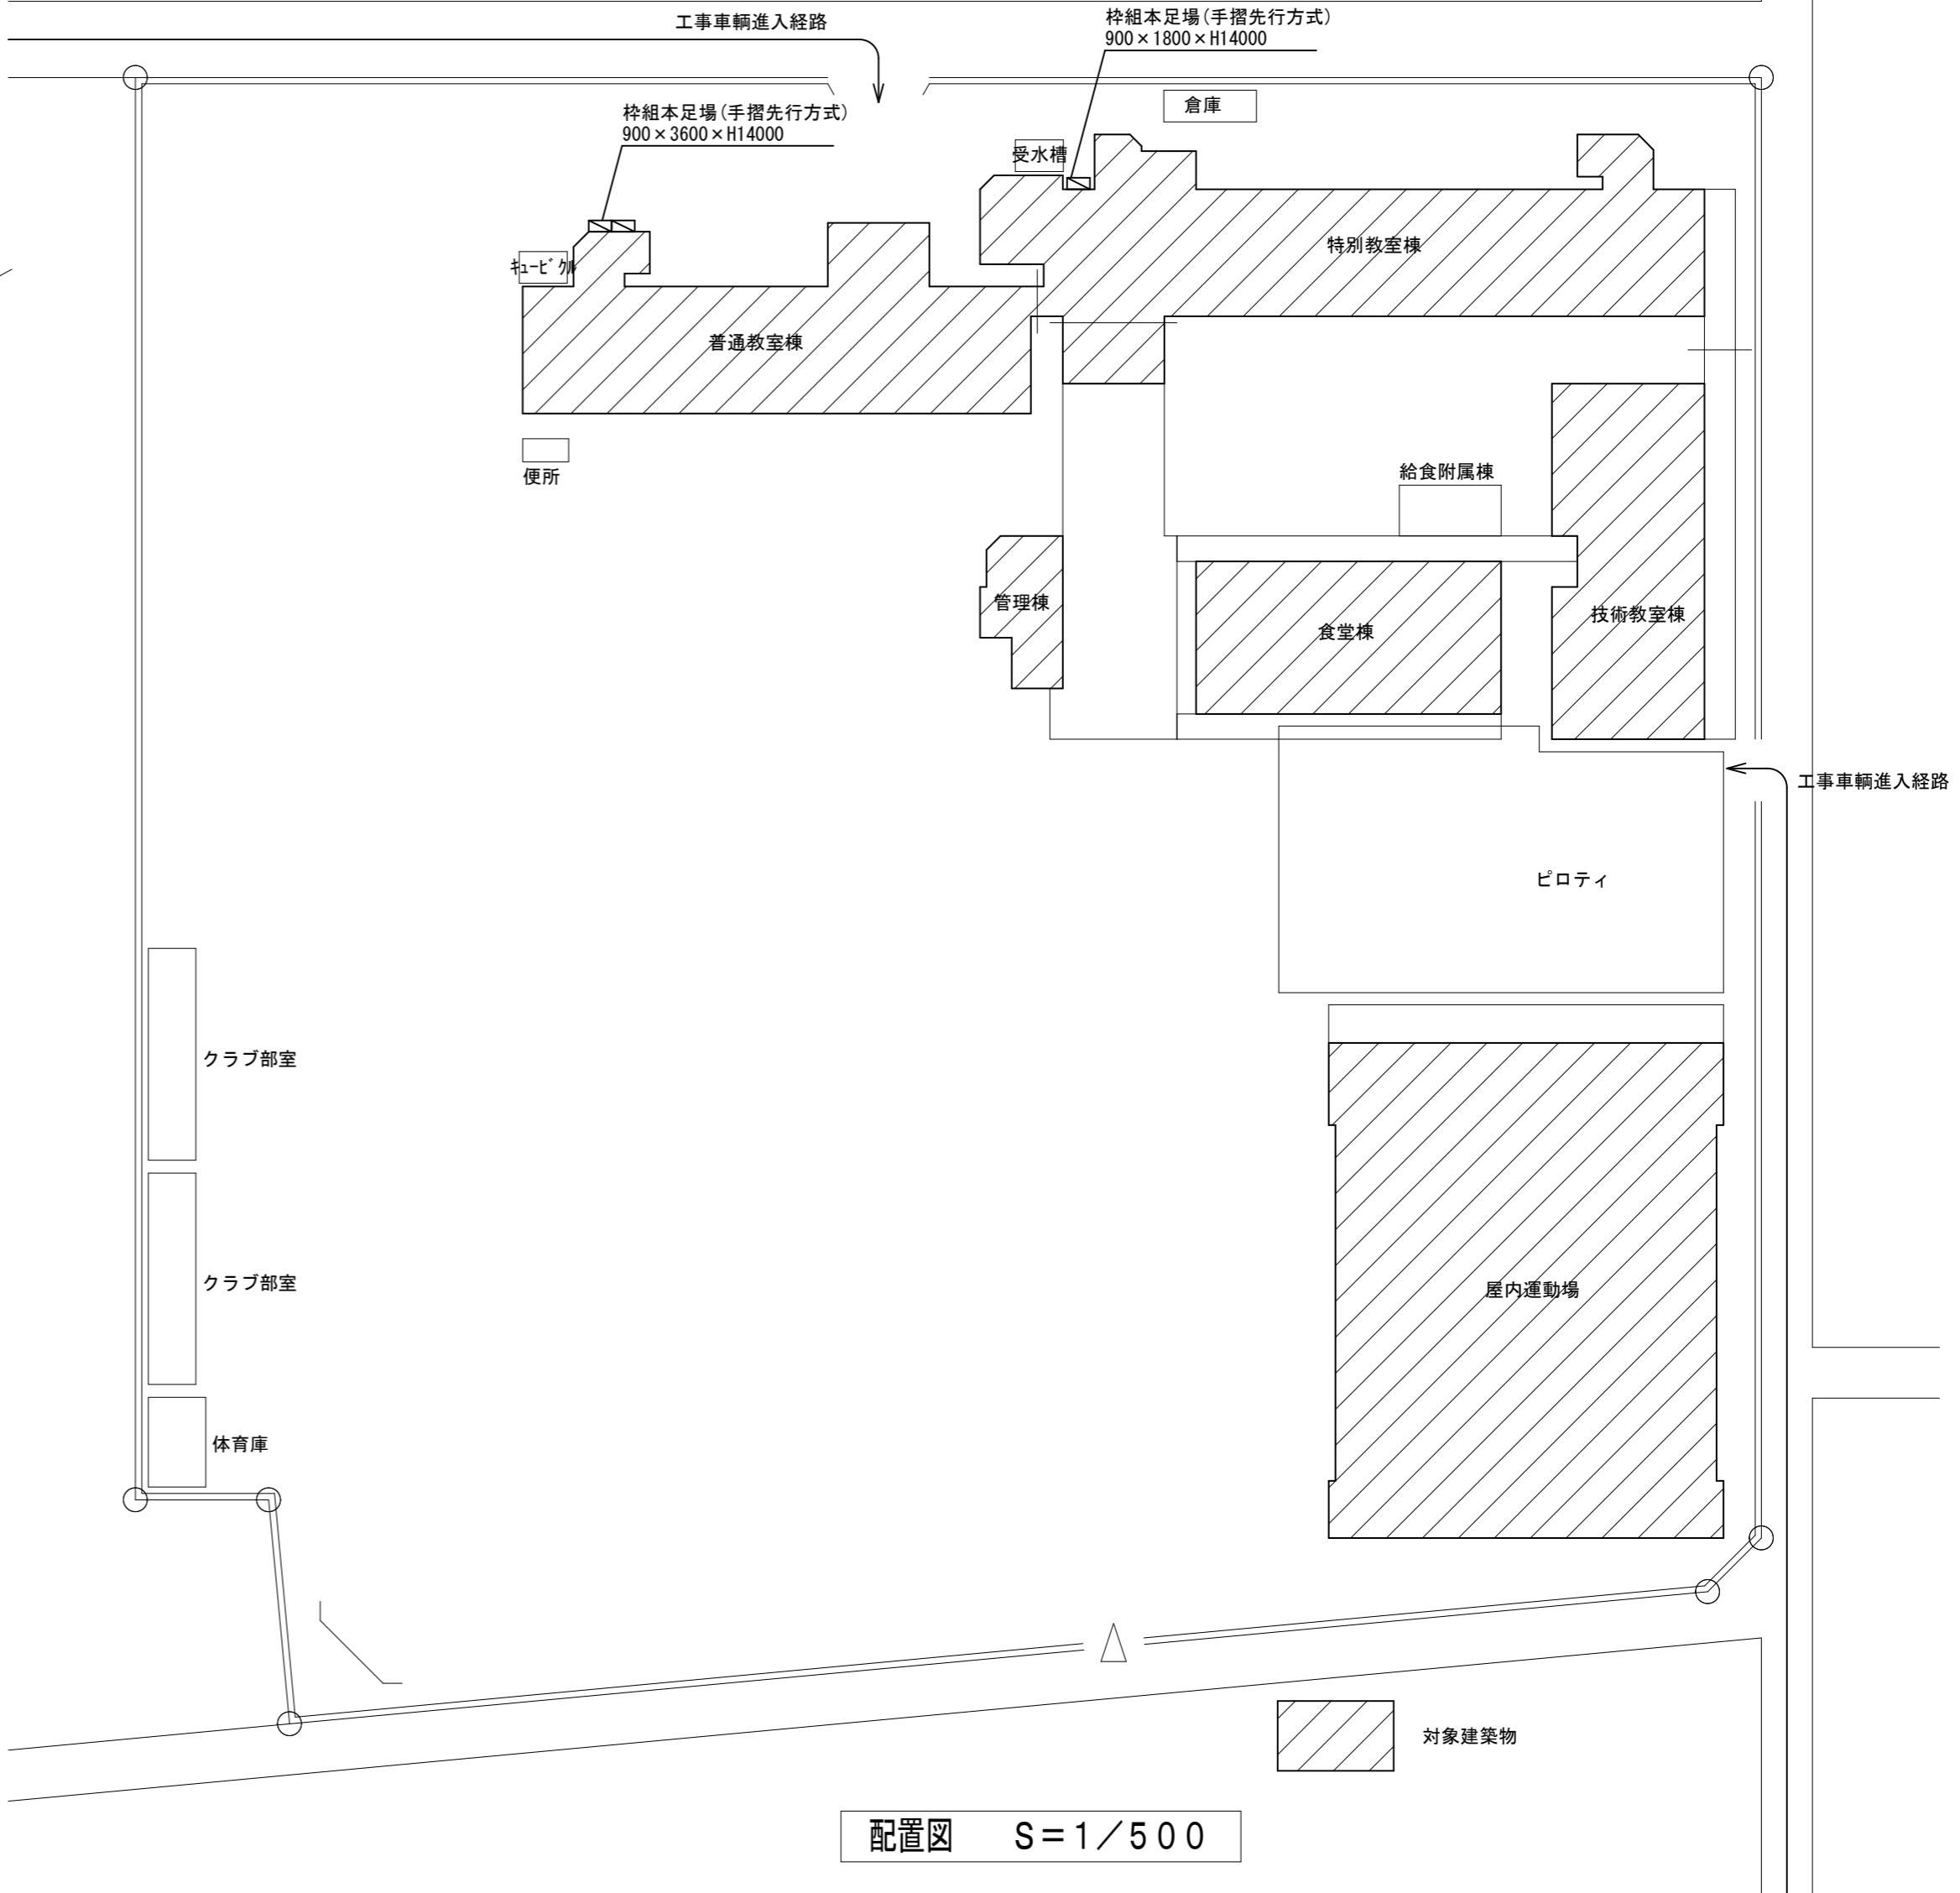 工事車輌進入経路
枠組本足場(手摺先行方式)
900×1800×H14000
枠組本足場(手摺先行方式)
900×3600×H14000
倉庫
受水槽
特別教室棟
キュービクル
普通教室棟
便所
給食附属棟
管理棟
食堂棟
技術教室棟
工事車輌進入経路
ピロティ
クラブ部室
クラブ部室
屋内運動場
体育庫
対象建築物
配置図　S=1/500